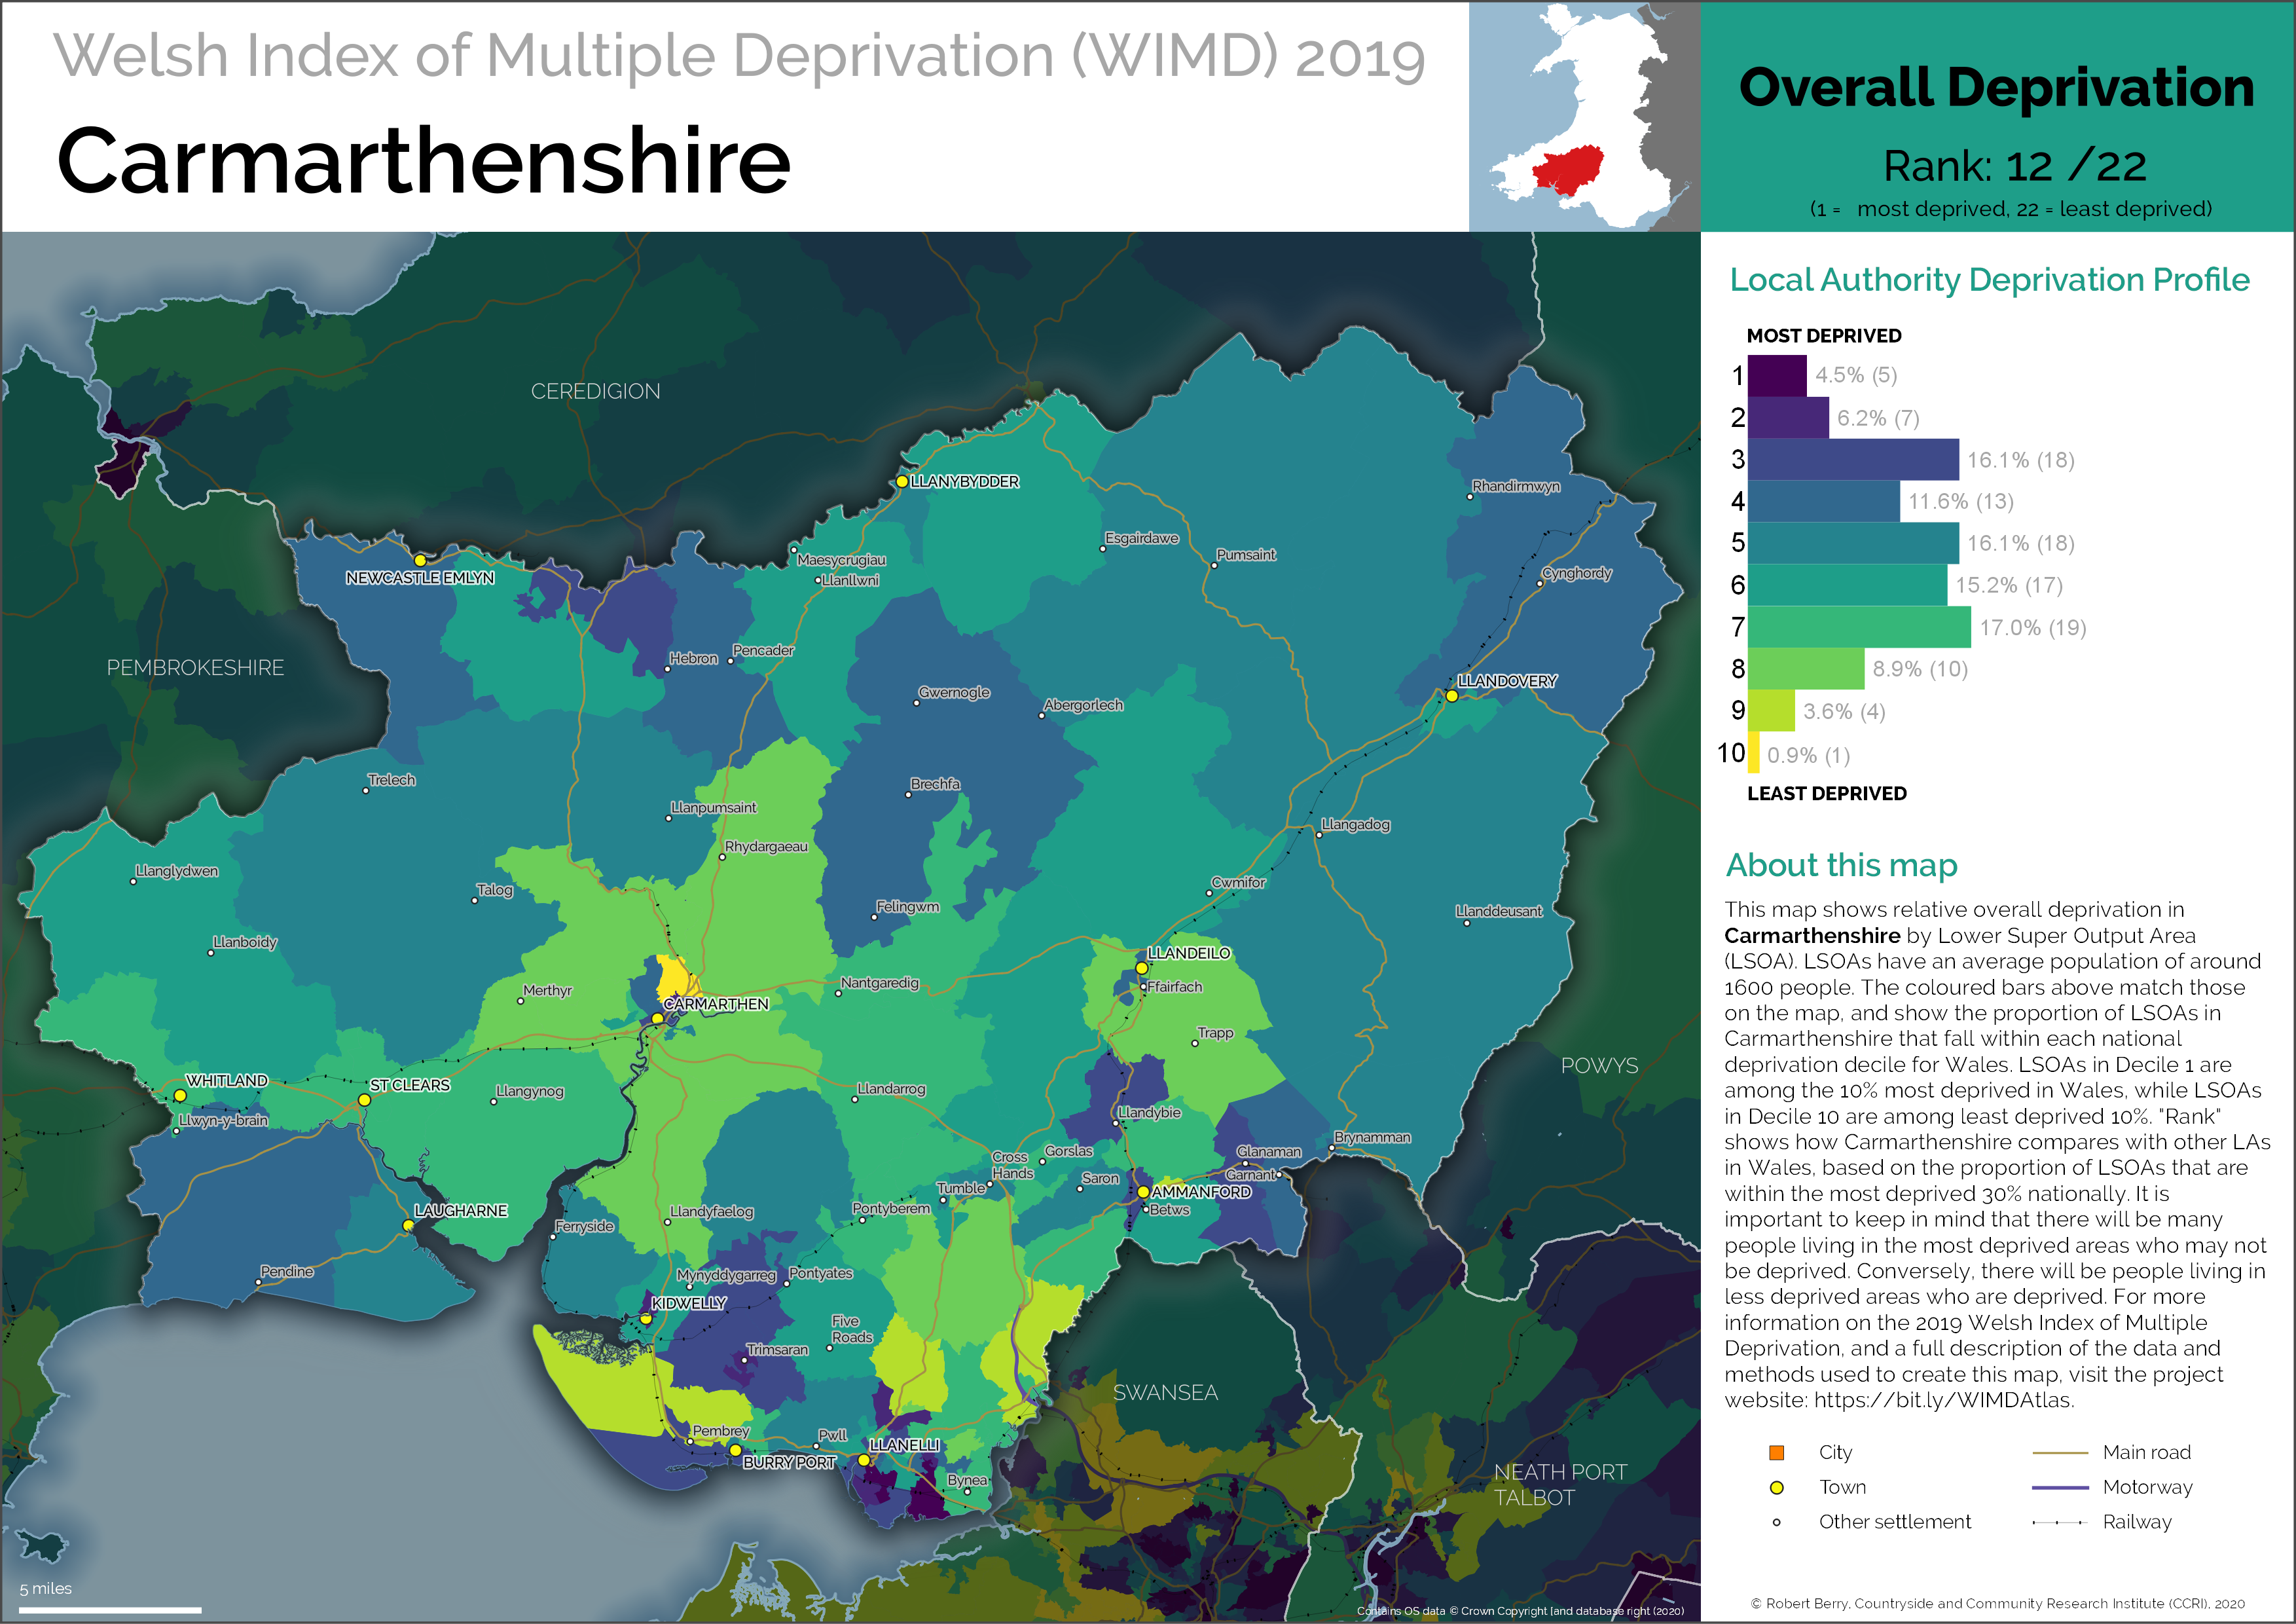 Welsh Index of Multiple Deprivation (WIMD) 2019
Carmarthenshire
Overall Deprivation
Rank: 12 /22
(1 = most deprived, 22 = least deprived)
CEREDIGION
PEMBROKESHIRE
POWYS
SWANSEA
NEATH PORT
TALBOT
LLANYBYDDER
Rhandirmwyn
Esgairdawe
Pumsaint
Maesycrugiau
Llanllwni
NEWCASTLE EMLYN
Cynghordy
Hebron
Pencader
LLANDOVERY
Gwernogle
Abergorlech
Trelech
Brechfa
Llanpumsaint
Llangadog
Rhydargaeau
Llanglydwen
Talog
Cwmifor
Felingwm
Llanddeusant
Llanboidy
LLANDEILO
Merthyr
Nantgaredig
Ffairfach
CARMARTHEN
Trapp
WHITLAND
ST CLEARS
Llangynog
Llandarrog
Llwyn-y-brain
Llandybie
Brynamman
Cross
Hands
Gorslas
Glanaman
Garnant
Saron
Tumble
AMMANFORD
Betws
LAUGHARNE
Llandyfaelog
Pontyberem
Ferryside
Pendine
Mynyddygarreg
Pontyates
KIDWELLY
Five
Roads
Trimsaran
Pembrey
Pwll
LLANELLI
BURRY PORT
Bynea
5 miles
Contains OS data © Crown Copyright [and database right (2020)
Local Authority Deprivation Profile
MOST DEPRIVED
1 4.5% (5)
2 6.2% (7)
3 16.1% (18)
4 11.6% (13)
5 16.1% (18)
6 15.2% (17)
7 17.0% (19)
8 8.9% (10)
9 3.6% (4)
10 0.9% (1)
LEAST DEPRIVED
About this map
This map shows relative overall deprivation in
Carmarthenshire by Lower Super Output Area
(LSOA). LSOAs have an average population of around
1600 people. The coloured bars above match those
on the map, and show the proportion of LSOAs in
Carmarthenshire that fall within each national
deprivation decile for Wales. LSOAs in Decile 1 are
among the 10% most deprived in Wales, while LSOAs
in Decile 10 are among least deprived 10%. "Rank"
shows how Carmarthenshire compares with other LAs
in Wales, based on the proportion of LSOAs that are
within the most deprived 30% nationally. It is
important to keep in mind that there will be many
people living in the most deprived areas who may not
be deprived. Conversely, there will be people living in
less deprived areas who are deprived. For more
information on the 2019 Welsh Index of Multiple
Deprivation, and a full description of the data and
methods used to create this map, visit the project
website: https://bit.ly/WIMDAtlas.
City
Main road
Town
Motorway
Other settlement
Railway
© Robert Berry, Countryside and Community Research Institute (CCRI), 2020